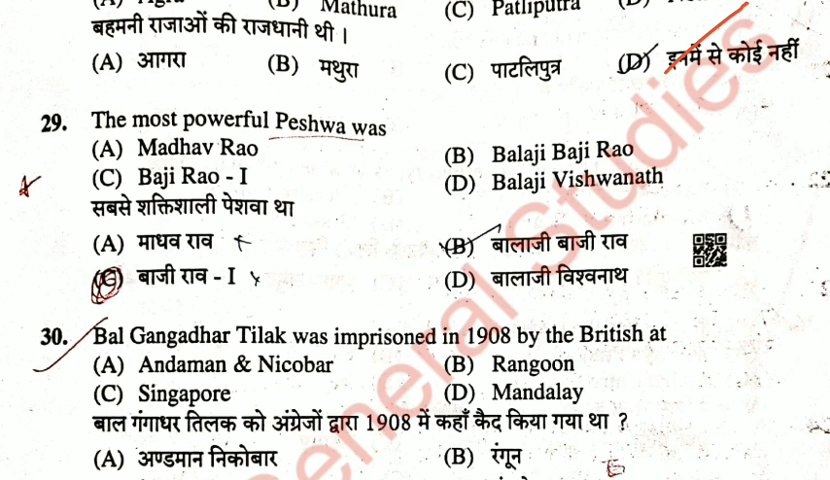 (B) Mathura (C) Patliputra
बहमनी राजाओं की राजधानी थी ।
(A) आगरा (B) मथुरा (C) पाटलिपुत्र (D) इनमें से कोई नहीं
29. The most powerful Peshwa was
(A) Madhav Rao (B) Balaji Baji Rao
(C) Baji Rao - I (D) Balaji Vishwanath
सबसे शक्तिशाली पेशवा था
(A) माधव राव (B) बालाजी बाजी राव
(C) बाजी राव - I (D) बालाजी विश्वनाथ
30. Bal Gangadhar Tilak was imprisoned in 1908 by the British at
(A) Andaman & Nicobar (B) Rangoon
(C) Singapore (D) Mandalay
बाल गंगाधर तिलक को अंग्रेजों द्वारा 1908 में कहाँ कैद किया गया था ?
(A) अण्डमान निकोबार (B) रंगून
General Studies